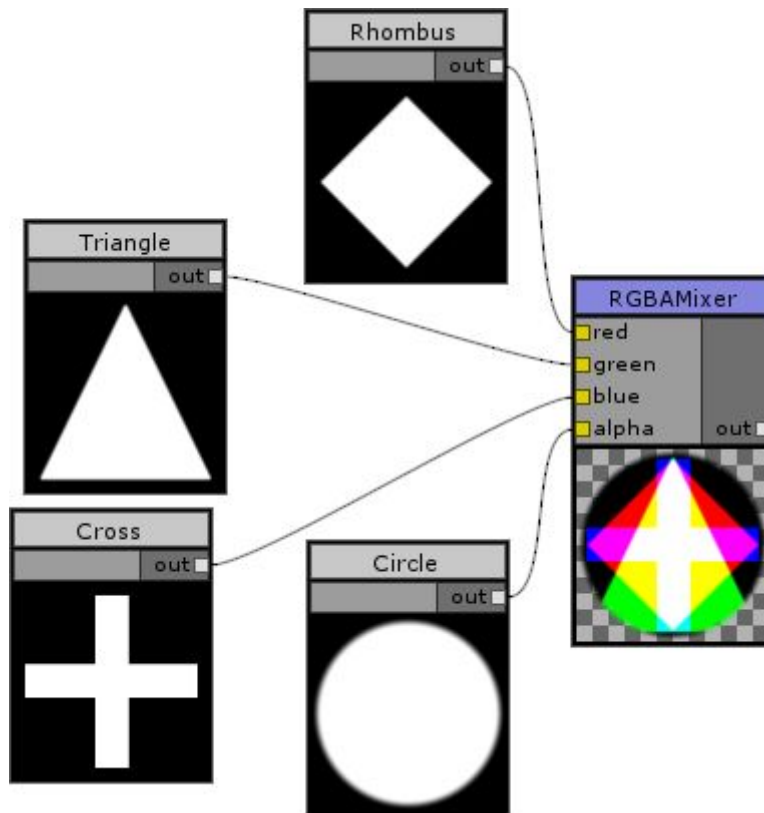 Rhombus
out
Triangle
out
RGBAMixer
red
green
blue
alpha
out
Cross
out
Circle
out